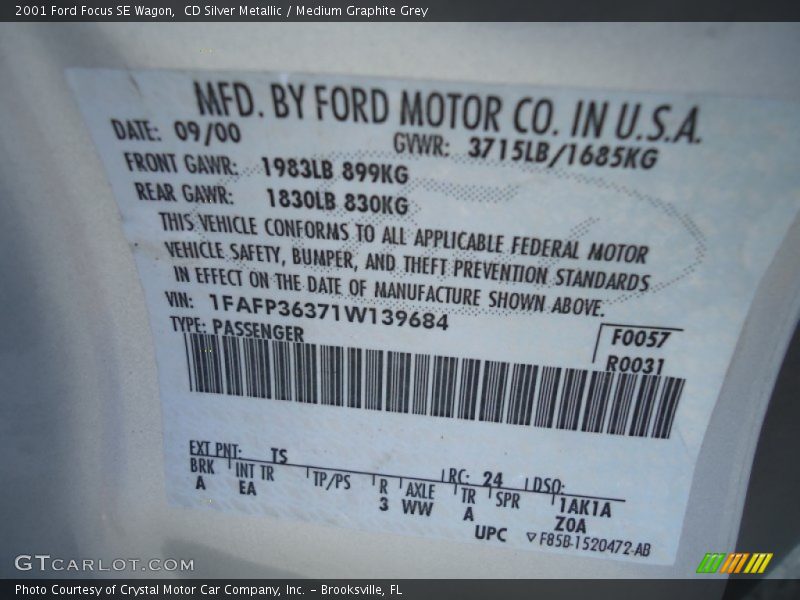 2001 Ford Focus SE Wagon,  CD Silver Metallic / Medium Graphite Grey
MFD. BY FORD MOTOR CO. IN U.S.A.
DATE: 09/00 GVWR: 3715LB/1685KG
FRONT GAWR: 1983LB 899KG
REAR GAWR: 1830LB 830KG
THIS VEHICLE CONFORMS TO ALL APPLICABLE FEDERAL MOTOR
VEHICLE SAFETY, BUMPER, AND THEFT PREVENTION STANDARDS
IN EFFECT ON THE DATE OF MANUFACTURE SHOWN ABOVE.
VIN: 1FAFP36371W139684
TYPE: PASSENGER
F0057
R0031
EXT PNT: TS RC: 24 DSO:
BRK INT TR TP/PS R AXLE TR SPR 1AK1A
A EA 3 WW A Z0A
UPC ▽F85B-1520472-AB
GTCARLOT.COM
Photo Courtesy of Crystal Motor Car Company, Inc. – Brooksville, FL